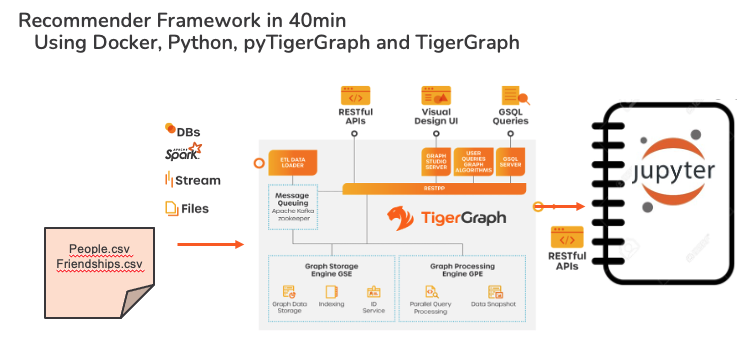 Recommender Framework in 40min
Using Docker, Python, pyTigerGraph and TigerGraph
RESTful
APIs
Visual
Design UI
GSQL
Queries
DBs
APACHE
Spark
Stream
Files
ETL DATA
LOADER
GRAPH
STUDIO
SERVER
USER
QUERIES
GRAPH
ALGORITHMS
GSQL
SERVER
RESTPP
Message
Queuing
Apache Kafka
zookeeper
TigerGraph
People.csv
Friendships.csv
Graph Storage
Engine GSE
Graph Data
Storage
Indexing
ID
Service
Graph Processing
Engine GPE
Parallel Query
Processing
Data Snapshot
RESTful
APIs
jupyter